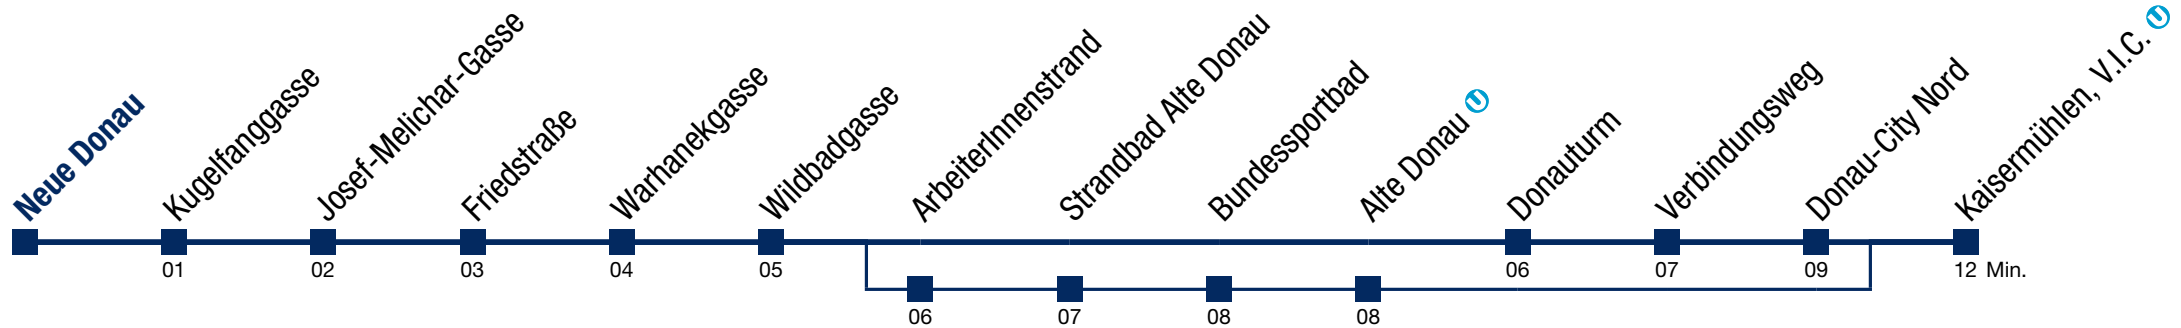 Neue Donau
Kugelfanggasse
Josef-Melichar-Gasse
Friedstraße
Warhanekgasse
Wildbadgasse
ArbeiterInnenstrand
Strandbad Alte Donau
Bundessportbad
Alte Donau
Donauturm
Verbindungsweg
Donau-City Nord
Kaisermühlen, V.I.C.
01 02 03 04 05 06 07 09 12 Min.
06 07 08 08